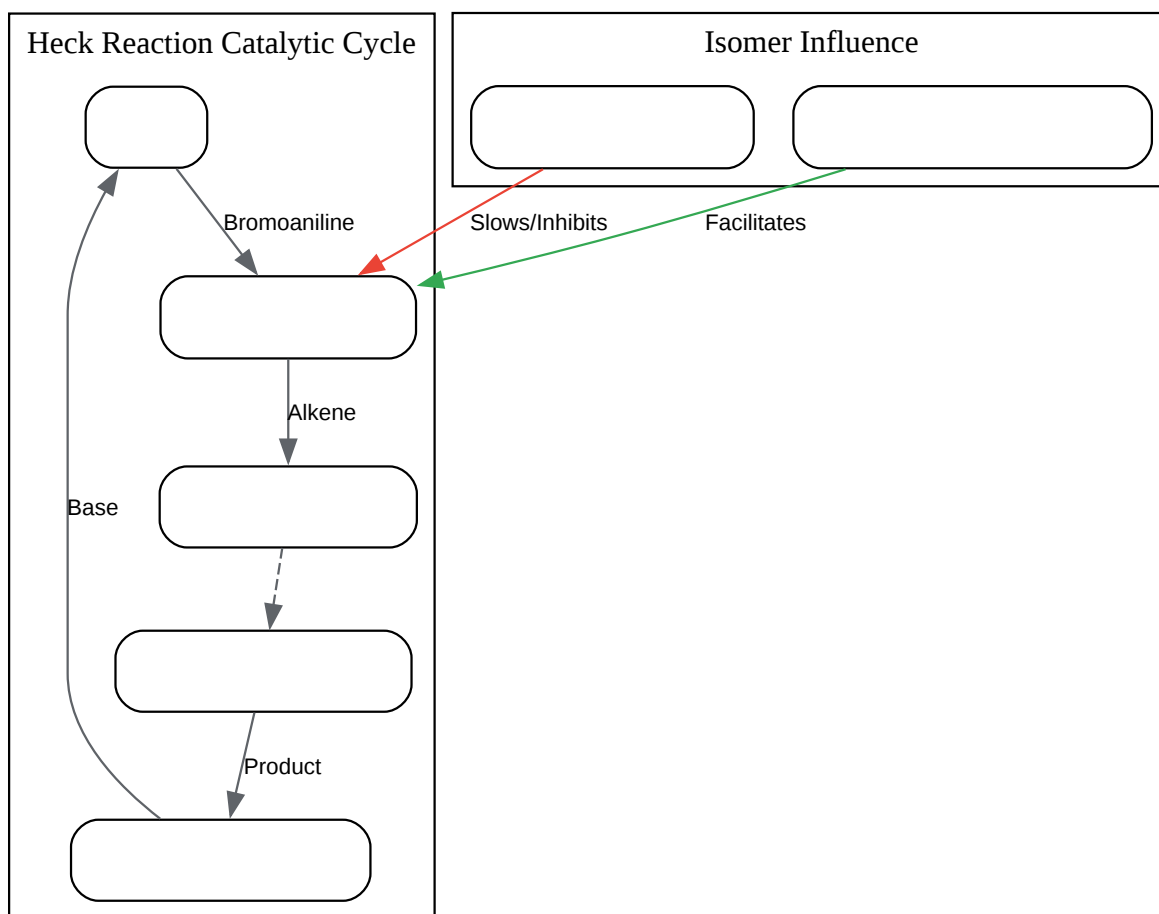 Heck Reaction Catalytic Cycle
Isomer Influence
Bromoaniline
Slows/Inhibits
Facilitates
Alkene
Base
Product